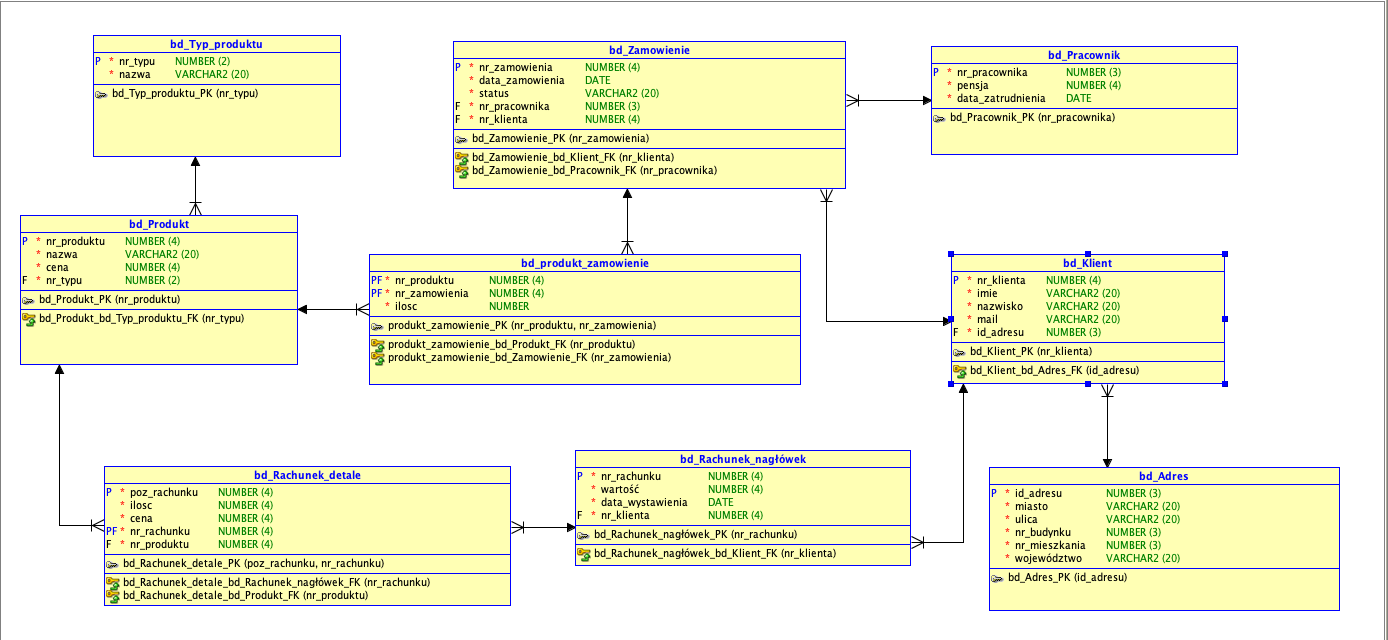 bd_Typ_produktu
P * nr_typu NUMBER (2)
* nazwa VARCHAR2 (20)
bd_Typ_produktu_PK (nr_typu)
bd_Zamowienie
P * nr_zamowienia NUMBER (4)
* data_zamowienia DATE
* status VARCHAR2 (20)
F * nr_pracownika NUMBER (3)
F * nr_klienta NUMBER (4)
bd_Zamowienie_PK (nr_zamowienia)
bd_Zamowienie_bd_Klient_FK (nr_klienta)
bd_Zamowienie_bd_Pracownik_FK (nr_pracownika)
bd_Pracownik
P * nr_pracownika NUMBER (3)
* pensja NUMBER (4)
* data_zatrudnienia DATE
bd_Pracownik_PK (nr_pracownika)
bd_Produkt
P * nr_produktu NUMBER (4)
* nazwa VARCHAR2 (20)
* cena NUMBER (4)
F * nr_typu NUMBER (2)
bd_Produkt_PK (nr_produktu)
bd_Produkt_bd_Typ_produktu_FK (nr_typu)
bd_produkt_zamowienie
PF * nr_produktu NUMBER (4)
PF * nr_zamowienia NUMBER (4)
* ilosc NUMBER
produkt_zamowienie_PK (nr_produktu, nr_zamowienia)
produkt_zamowienie_bd_Produkt_FK (nr_produktu)
produkt_zamowienie_bd_Zamowienie_FK (nr_zamowienia)
bd_Klient
P * nr_klienta NUMBER (4)
* imie VARCHAR2 (20)
* nazwisko VARCHAR2 (20)
* mail VARCHAR2 (20)
F * id_adresu NUMBER (3)
bd_Klient_PK (nr_klienta)
bd_Klient_bd_Adres_FK (id_adresu)
bd_Rachunek_detale
P * poz_rachunku NUMBER (4)
* ilosc NUMBER (4)
* cena NUMBER (4)
PF * nr_rachunku NUMBER (4)
F * nr_produktu NUMBER (4)
bd_Rachunek_detale_PK (poz_rachunku, nr_rachunku)
bd_Rachunek_detale_bd_Rachunek_nagłówek_FK (nr_rachunku)
bd_Rachunek_detale_bd_Produkt_FK (nr_produktu)
bd_Rachunek_nagłówek
P * nr_rachunku NUMBER (4)
* wartość NUMBER (4)
* data_wystawienia DATE
F * nr_klienta NUMBER (4)
bd_Rachunek_nagłówek_PK (nr_rachunku)
bd_Rachunek_nagłówek_bd_Klient_FK (nr_klienta)
bd_Adres
P * id_adresu NUMBER (3)
* miasto VARCHAR2 (20)
* ulica VARCHAR2 (20)
* nr_budynku NUMBER (3)
* nr_mieszkania NUMBER (3)
* województwo VARCHAR2 (20)
bd_Adres_PK (id_adresu)